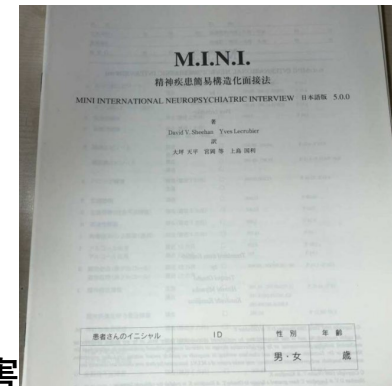 M.I.N.I.
精神疾患簡易構造化面接法
MINI INTERNATIONAL NEUROPSYCHIATRIC INTERVIEW 日本語版 5.0.0
著
David V. Sheehan Yves Lecrubier
訳
大坪 天平 宮岡 等 上島 国利
患者さんのイニシャル ID 性 別 年 齢
男・女 歳
害